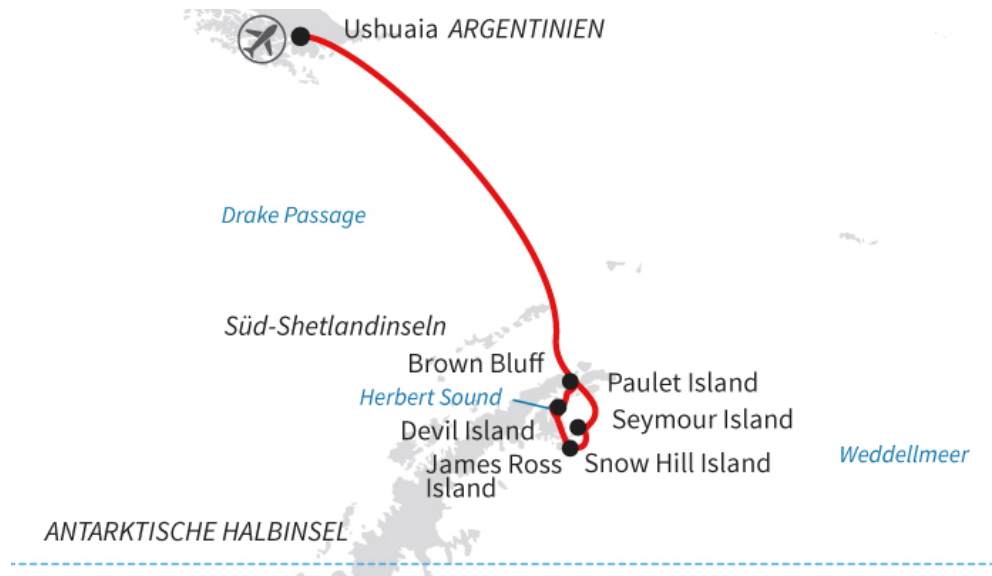 Ushuaia ARGENTINIEN
Drake Passage
Süd-Shetlandinseln
Brown Bluff
Paulet Island
Herbert Sound
Seymour Island
Devil Island
Weddellmeer
James Ross
Island
Snow Hill Island
ANTARKTISCHE HALBINSEL